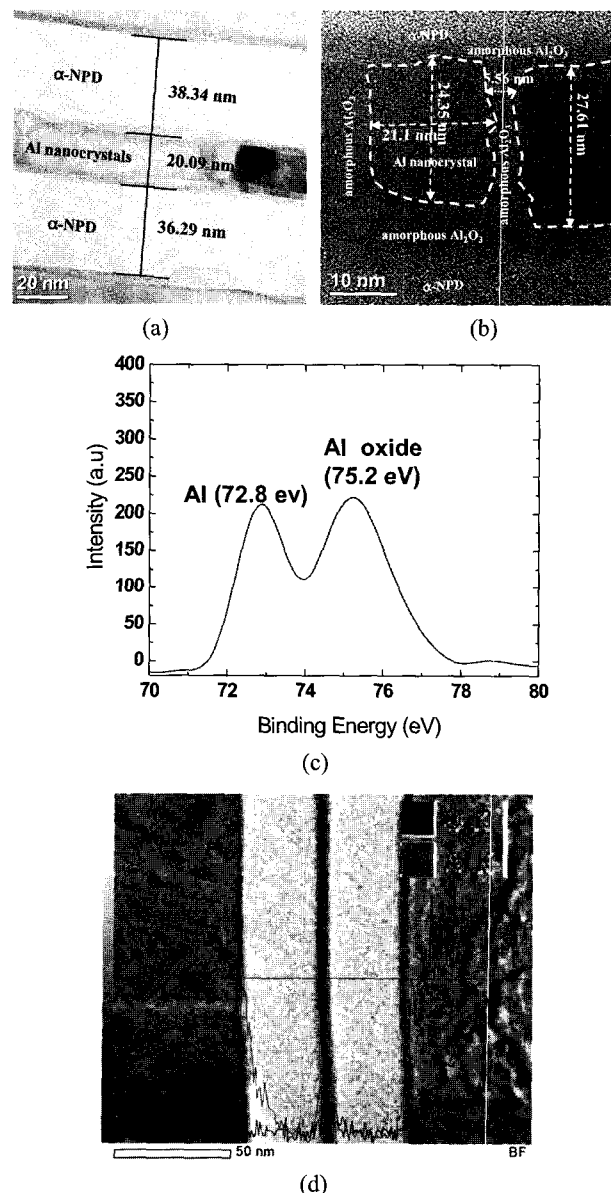 α-NPD
38.34 nm
Al nanocrystals
20.09 nm
α-NPD
36.29 nm
20 nm
(a)
α-NPD
amorphous Al₂O₃
5.56 nm
amorphous Al₂O₃
24.35 nm
21.1 nm
Al nanocrystal
amorphous Al₂O₃
27.61 nm
amorphous Al₂O₃
10 nm
α-NPD
(b)
400
350
300
250
200
150
100
50
0
Intensity (a.u)
Al (72.8 ev)
Al oxide
(75.2 eV)
70 72 74 76 78 80
Binding Energy (eV)
(c)
50 nm
BF
(d)